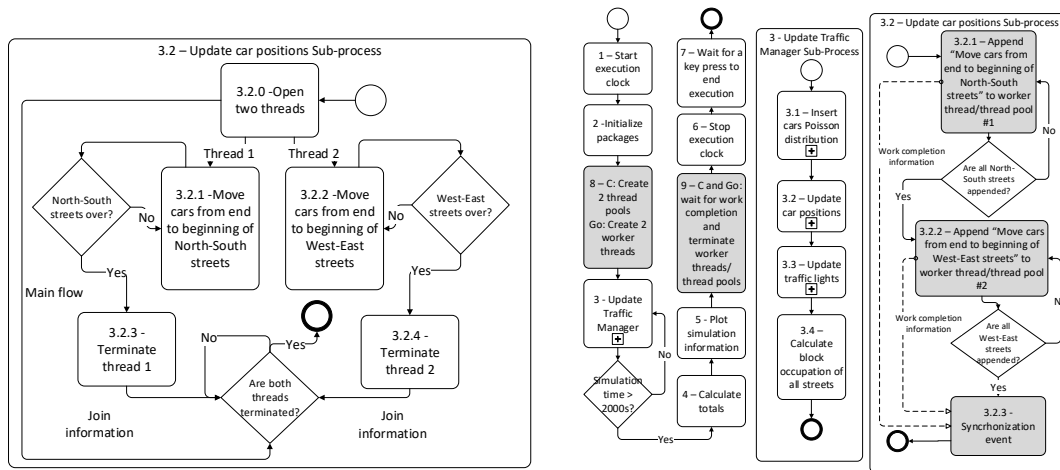 3.2 – Update car positions Sub-process
3.2.0 -Open
two threads
Thread 1
Thread 2
North-South
streets over?
No
3.2.1 -Move
cars from end
to beginning of
North-South
streets
3.2.2 -Move
cars from end
to beginning of
West-East
streets
No
West-East
streets over?
Yes
Yes
Main flow
3.2.3 -
Terminate
thread 1
No
Yes
3.2.4 -
Terminate
thread 2
Are both
threads
terminated?
Join
information
Join
information
1 – Start
execution
clock
2 -Initialize
packages
8 – C: Create
2 thread
pools
Go: Create 2
worker
threads
3 - Update
Traffic
Manager
No
Simulation
time >
2000s?
Yes
7 – Wait for a
key press to
end
execution
6 – Stop
execution
clock
9 – C and Go:
wait for work
completion
and
terminate
worker
threads/
thread pools
5 - Plot
simulation
information
4 – Calculate
totals
3 - Update Traffic
Manager Sub-Process
3.1 – Insert
cars Poisson
distribution
3.2 – Update
car positions
3.3 – Update
traffic lights
3.4 –
Calculate
block
occupation of
all streets
3.2 – Update car positions Sub-process
3.2.1 – Append
“Move cars from
end to beginning of
North-South
streets” to worker
thread/thread pool
#1
No
Work completion
information
Are all North-
South streets
appended?
Yes
3.2.2 – Append “Move cars
from end to beginning of
West-East streets” to
worker thread/thread pool
#2
No
Work completion
information
Are all
West-East
streets
appended?
Yes
3.2.3 -
Syncrhonization
event